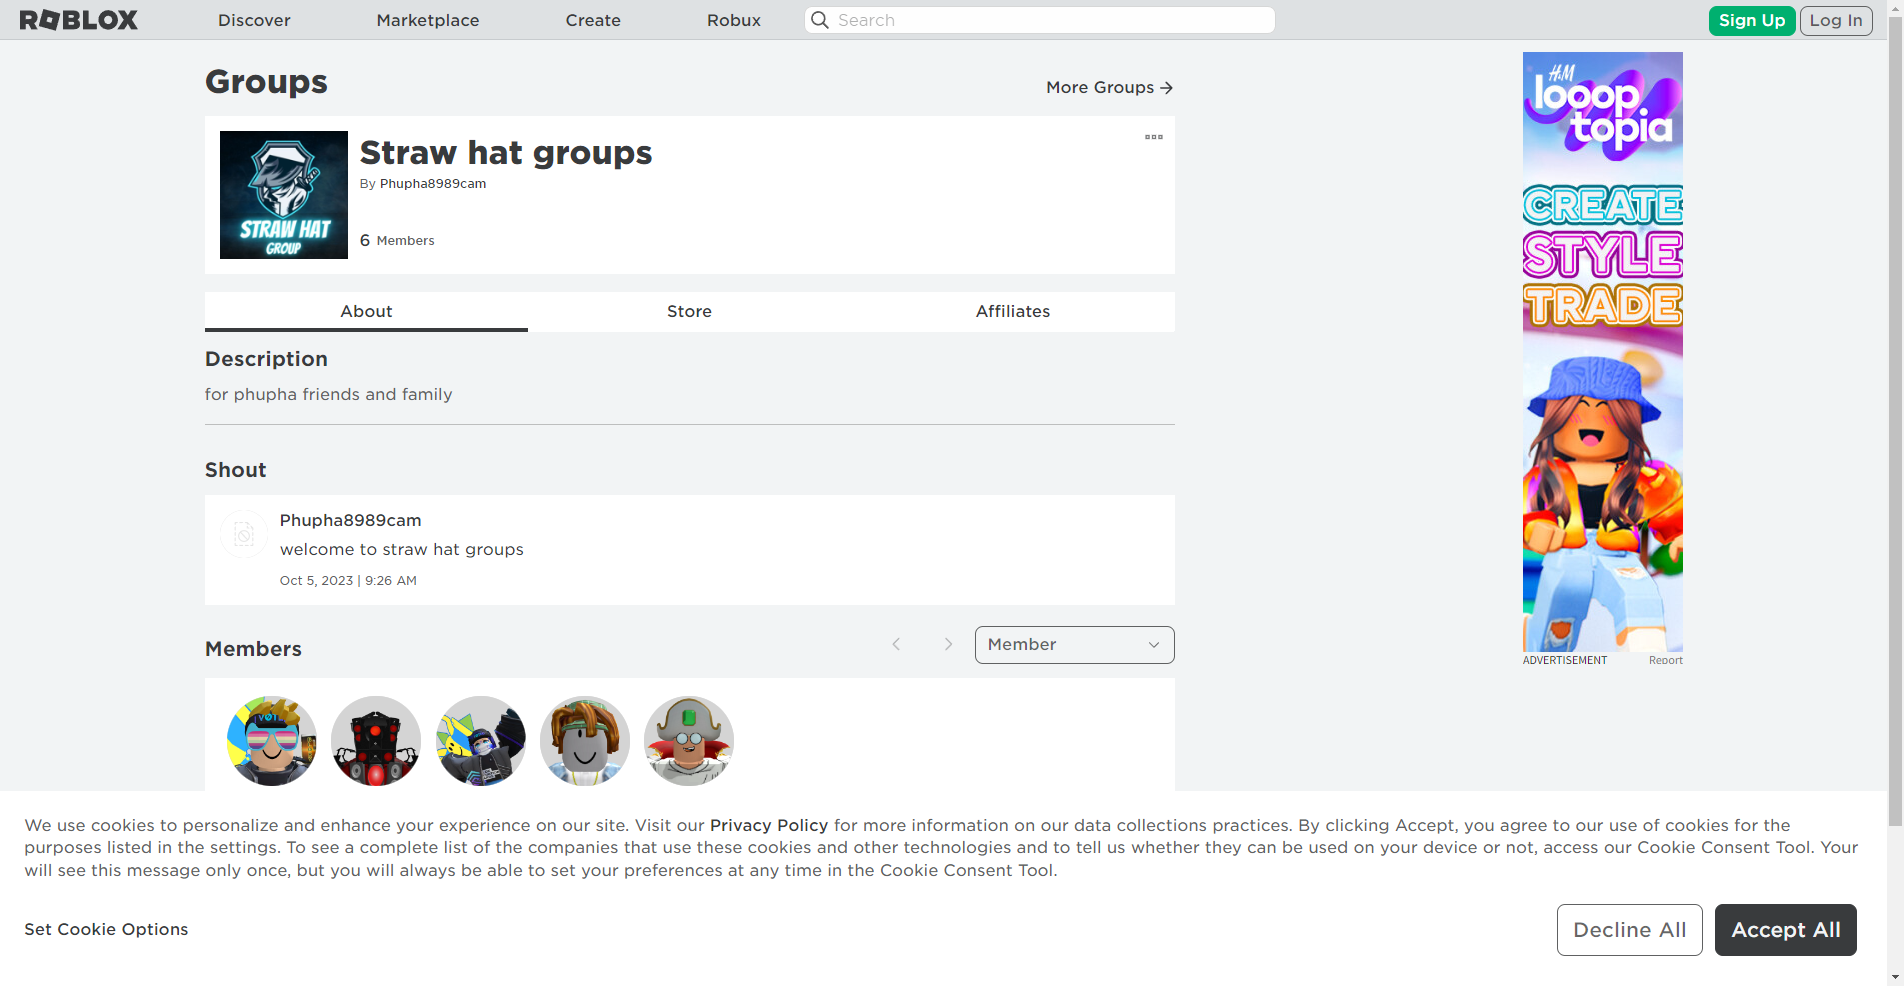 ROBLOX
Discover
Marketplace
Create
Robux
Search
Sign Up
Log In
Groups
More Groups
STRAW HAT
GROUP
Straw hat groups
By Phupha8989cam
6 Members
About
Store
Affiliates
Description
for phupha friends and family
Shout
Phupha8989cam
welcome to straw hat groups
Oct 5, 2023 | 9:26 AM
Members
Member
VOTE
H&M
looop
topia
CREATE
STYLE
TRADE
ADVERTISEMENT
Report
We use cookies to personalize and enhance your experience on our site. Visit our Privacy Policy for more information on our data collections practices. By clicking Accept, you agree to our use of cookies for the
purposes listed in the settings. To see a complete list of the companies that use these cookies and other technologies and to tell us whether they can be used on your device or not, access our Cookie Consent Tool. Your
will see this message only once, but you will always be able to set your preferences at any time in the Cookie Consent Tool.
Set Cookie Options
Decline All
Accept All